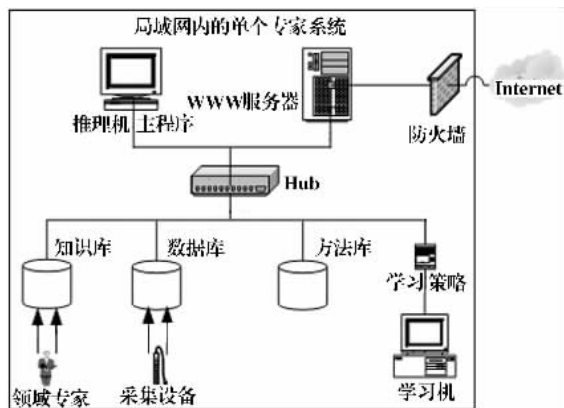 局域网内的单个专家系统
Internet
WWW服务器
推理机 主程序
防火墙
Hub
知识库
数据库
方法库
学习策略
领域专家
采集设备
学习机